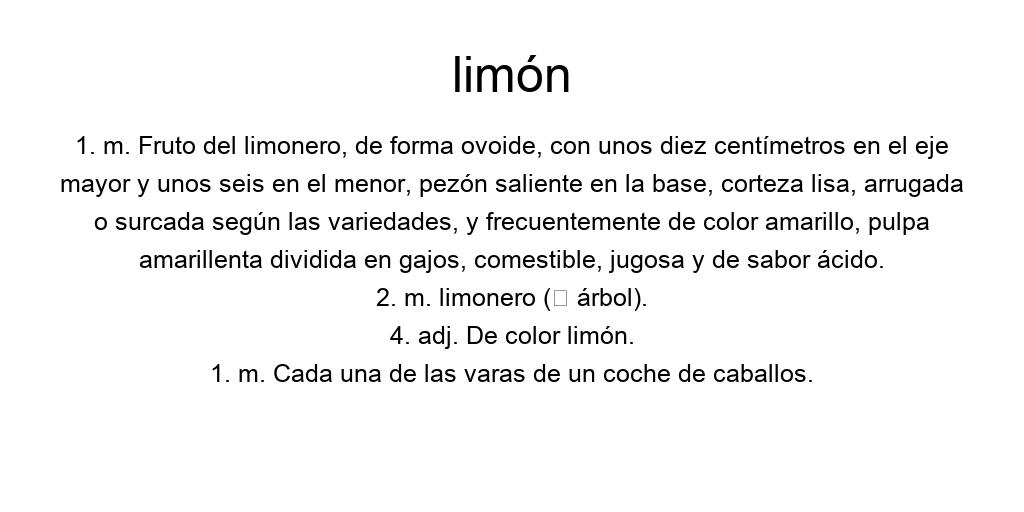 limón
1. m. Fruto del limonero, de forma ovoide, con unos diez centímetros en el eje
mayor y unos seis en el menor, pezón saliente en la base, corteza lisa, arrugada
o surcada según las variedades, y frecuentemente de color amarillo, pulpa
amarillenta dividida en gajos, comestible, jugosa y de sabor ácido.
2. m. limonero (□ árbol).
4. adj. De color limón.
1. m. Cada una de las varas de un coche de caballos.